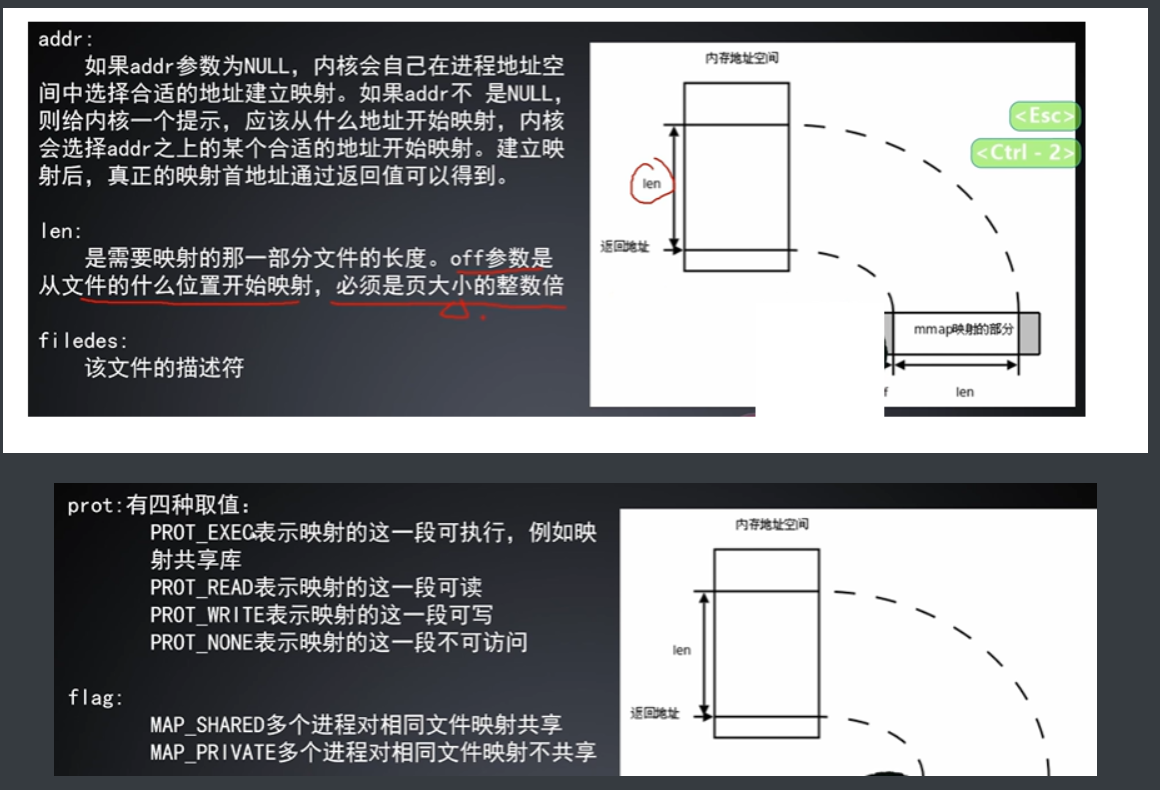 addr:
如果addr参数为NULL，内核会自己在进程地址空
间中选择合适的地址建立映射。如果addr不 是NULL，
则给内核一个提示，应该从什么地址开始映射，内核
会选择addr之上的某个合适的地址开始映射。建立映
射后，真正的映射首地址通过返回值可以得到。
len:
是需要映射的那一部分文件的长度。off参数是
从文件的什么位置开始映射，必须是页大小的整数倍
filedes:
该文件的描述符
内存地址空间
<Esc>
<Ctrl - 2>
len
返回地址
mmap映射的部分
f
len
prot:有四种取值：
PROT_EXEC表示映射的这一段可执行，例如映
射共享库
PROT_READ表示映射的这一段可读
PROT_WRITE表示映射的这一段可写
PROT_NONE表示映射的这一段不可访问
flag:
MAP_SHARED多个进程对相同文件映射共享
MAP_PRIVATE多个进程对相同文件映射不共享
内存地址空间
len
返回地址